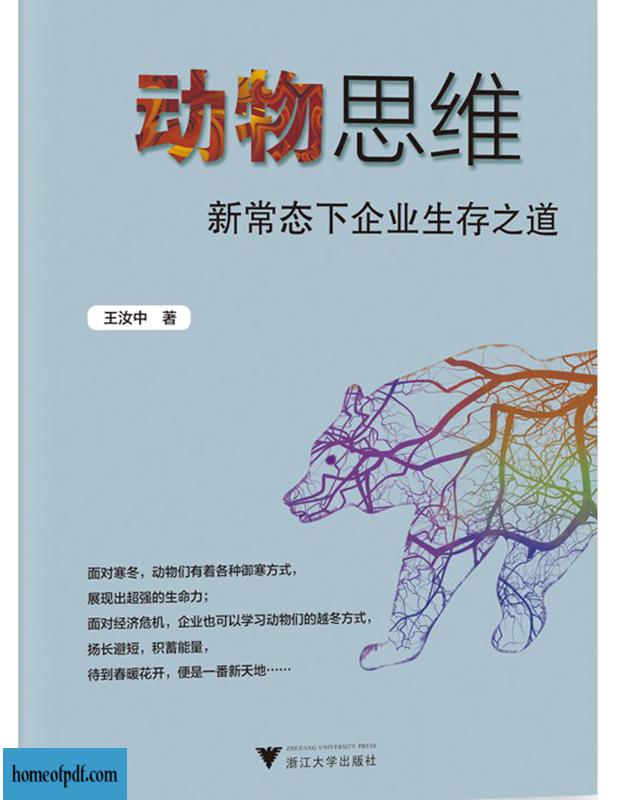 动物思维
新常态下企业生存之道
王汝中 著
面对寒冬，动物们有着各种御寒方式，
展现出超强的生命力；
面对经济危机，企业也可以学习动物们的越冬方式，
扬长避短，积蓄能量，
待到春暖花开，便是一番新天地……
ZHEJIANG UNIVERSITY PRESS
浙江大学出版社
homeofpdf.com